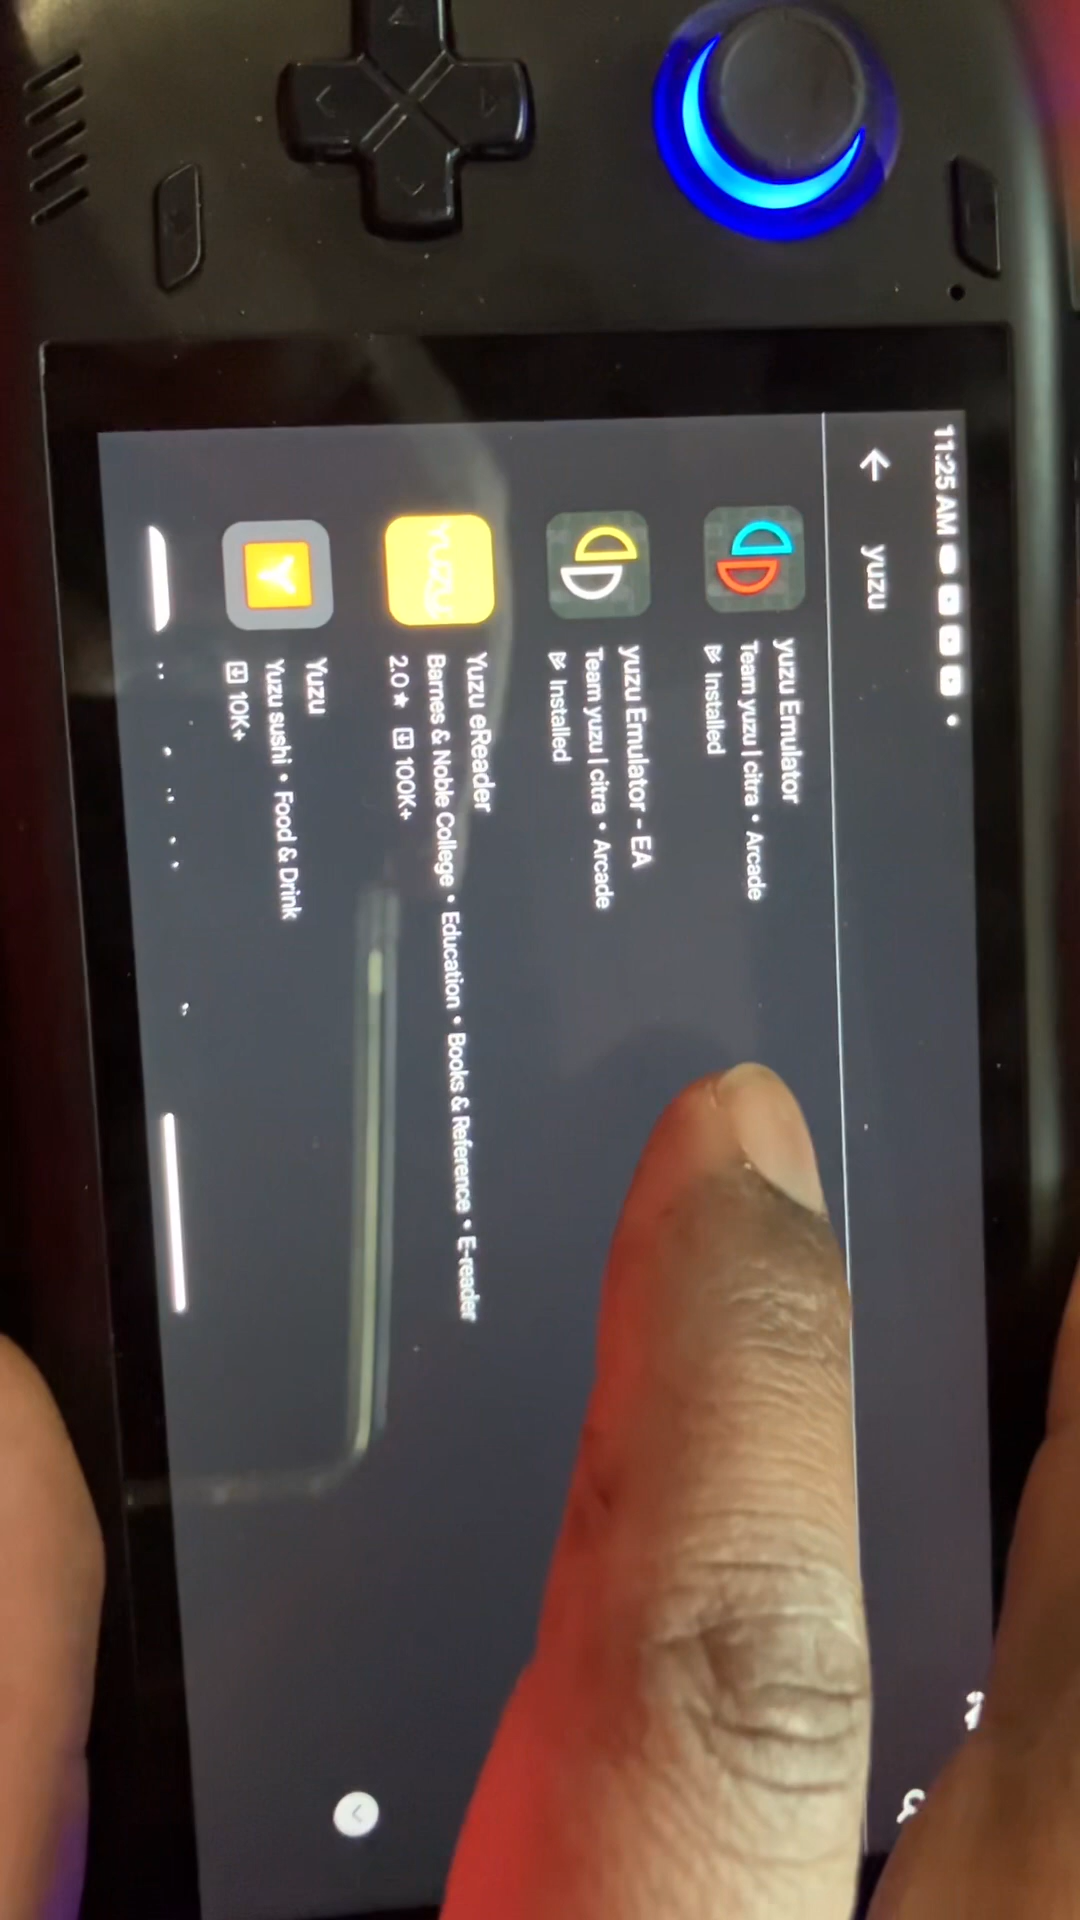 11:25 AM
yuzu
yuzu Emulator
Team yuzu | citra • Arcade
Installed
yuzu Emulator - EA
Team yuzu | citra • Arcade
Installed
yuzu
Yuzu eReader
Barnes & Noble College • Education • Books & Reference • E-reader
2.0★ 100K+
Y
Yuzu
Yuzu sushi • Food & Drink
10K+